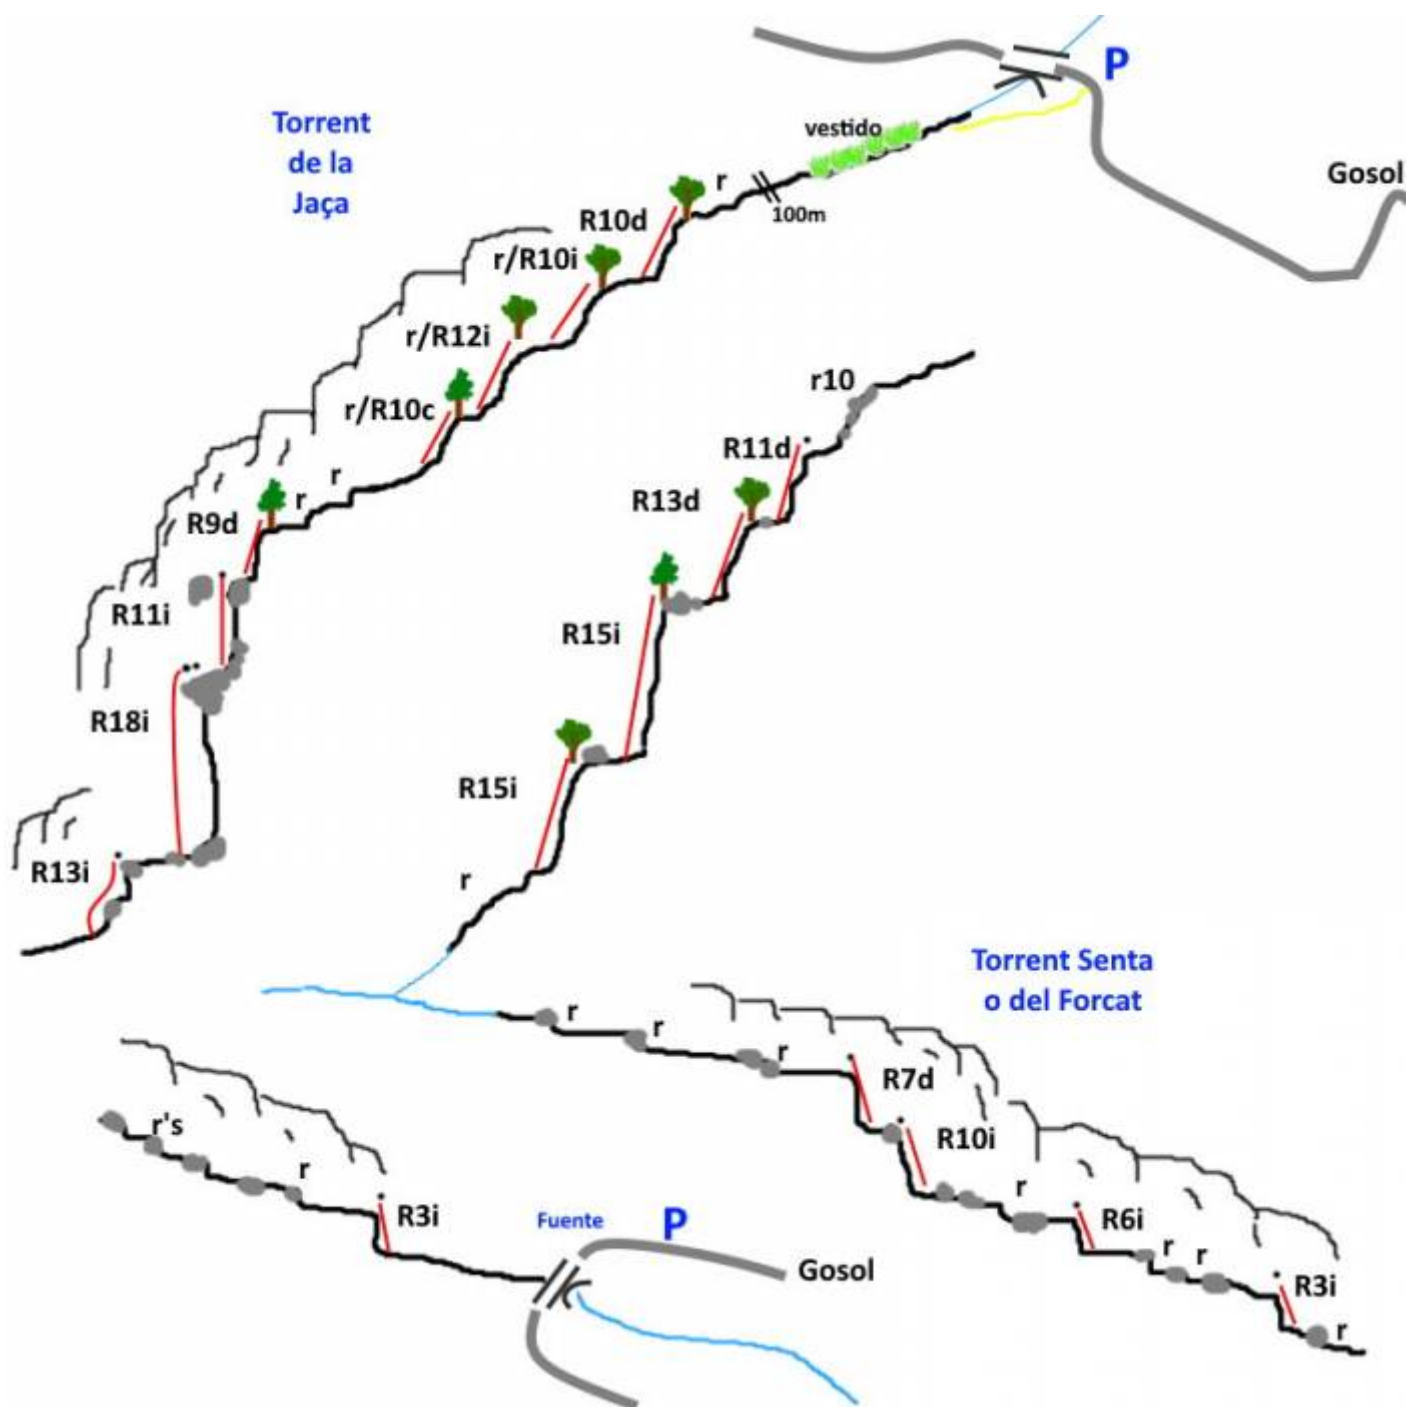 P
Torrent
de la
Jaça
vestido
Gosol
r
100m
R10d
r/R10i
r/R12i
r/R10c
r
r
R9d
R11i
R18i
R13i
r10
R11d
R13d
R15i
R15i
r
Torrent Senta
o del Forcat
r
r
r
R7d
R10i
r
R6i
r
r
R3i
r
r's
r
R3i
Fuente
P
Gosol